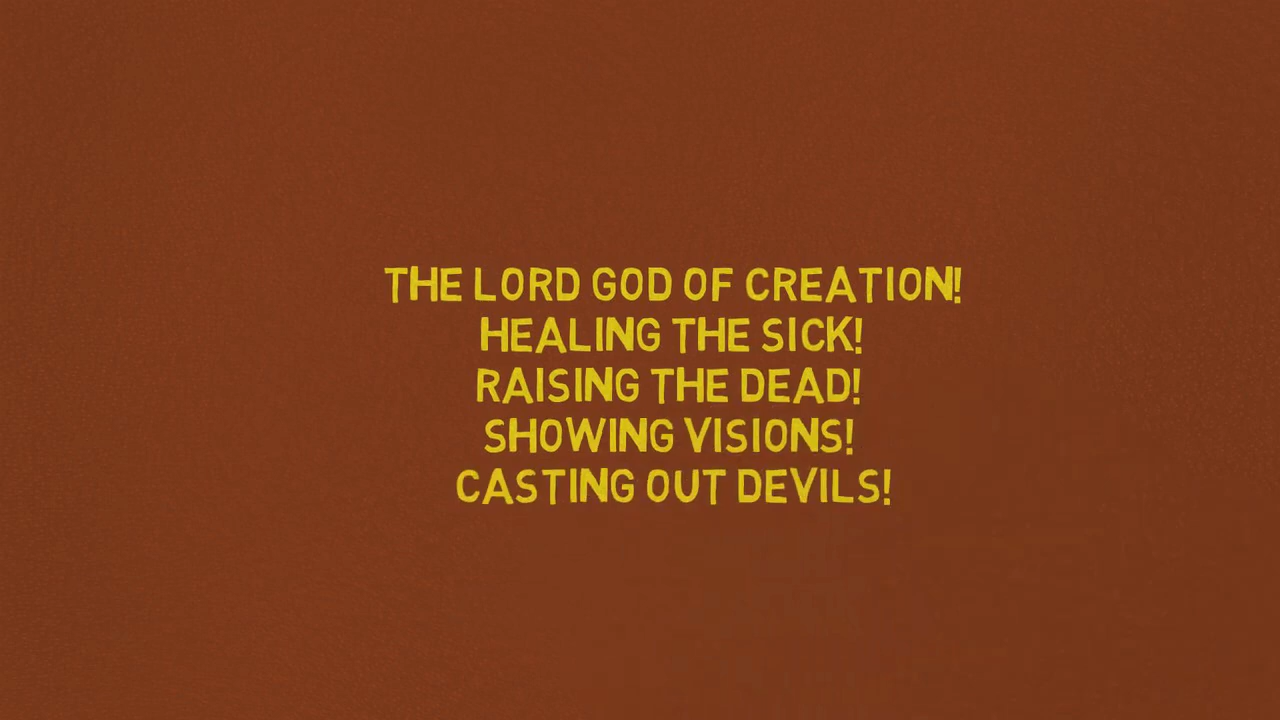 THE LORD GOD OF CREATION!
HEALING THE SICK!
RAISING THE DEAD!
SHOWING VISIONS!
CASTING OUT DEVILS!